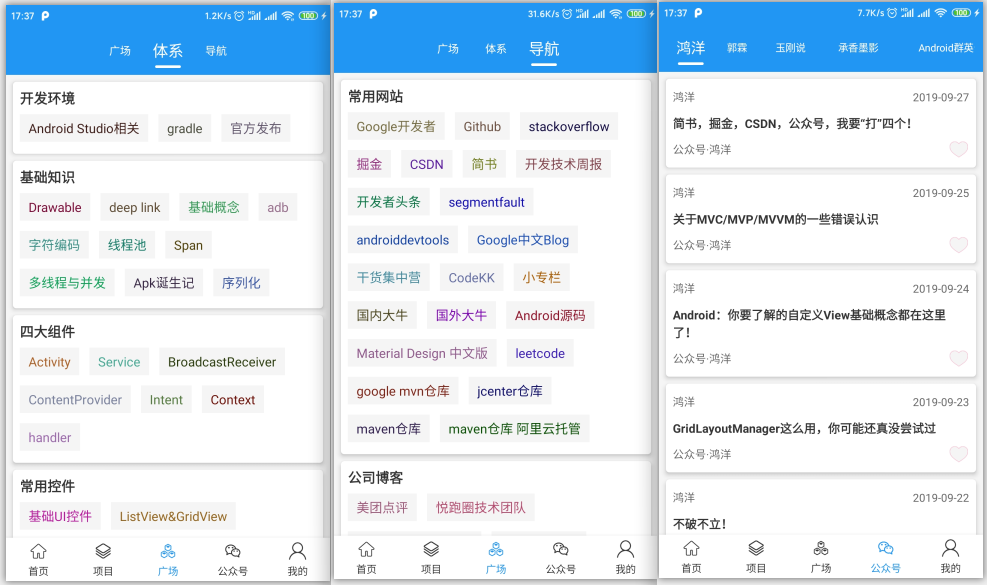 17:37 P 1.2K/s 100
广场 体系 导航
开发环境
Android Studio相关 gradle 官方发布
基础知识
Drawable deep link 基础概念 adb
字符编码 线程池 Span
多线程与并发 Apk诞生记 序列化
四大组件
Activity Service BroadcastReceiver
ContentProvider Intent Context
handler
常用控件
基础UI控件 ListView&GridView
首页 项目 广场 公众号 我的
17:37 P 31.6K/s 100
广场 体系 导航
常用网站
Google开发者 Github stackoverflow
掘金 CSDN 简书 开发技术周报
开发者头条 segmentfault
androiddevtools Google中文Blog
干货集中营 CodeKK 小专栏
国内大牛 国外大牛 Android源码
Material Design 中文版 leetcode
google mvn仓库 jcenter仓库
maven仓库 maven仓库 阿里云托管
公司博客
美团点评 悦跑圈技术团队
首页 项目 广场 公众号 我的
17:37 P 7.7K/s 100
鸿洋 郭霖 玉刚说 承香墨影 Android群英
鸿洋 2019-09-27
简书，掘金，CSDN，公众号，我要“打”四个！
公众号·鸿洋
鸿洋 2019-09-25
关于MVC/MVP/MVVM的一些错误认识
公众号·鸿洋
鸿洋 2019-09-24
Android：你要了解的自定义View基础概念都在这里
了！
公众号·鸿洋
鸿洋 2019-09-23
GridLayoutManager这么用，你可能还真没尝试过
公众号·鸿洋
鸿洋 2019-09-22
不破不立！
首页 项目 广场 公众号 我的